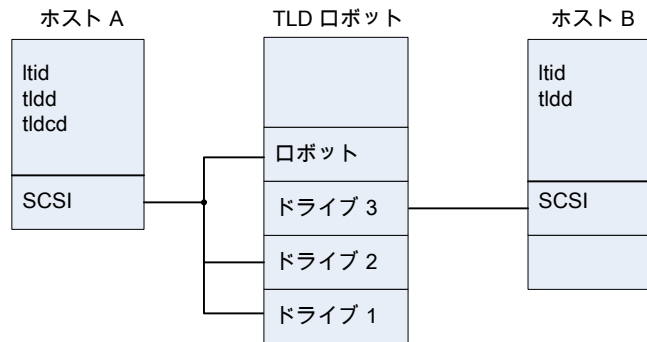 ホスト A
TLD ロボット
ホスト B
ltid
tldd
tldcd
SCSI
ロボット
ドライブ 3
ドライブ 2
ドライブ 1
ltid
tldd
SCSI